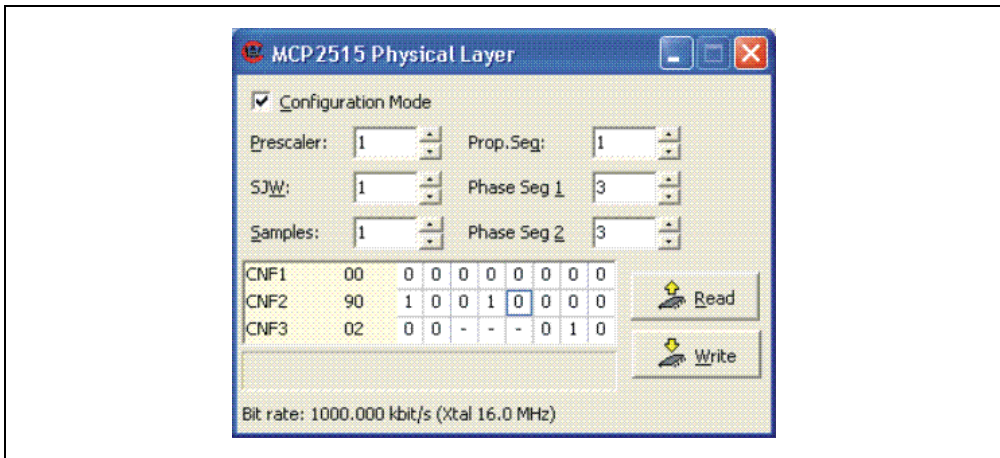 MCP2515 Physical Layer
Configuration Mode
Prescaler: 1 Prop.Seg: 1
SJW: 1 Phase Seg 1 3
Samples: 1 Phase Seg 2 3
CNF1 00 0 0 0 0 0 0 0 0
CNF2 90 1 0 0 1 0 0 0 0
CNF3 02 0 0 - - - 0 1 0
Read
Write
Bit rate: 1000.000 kbit/s (Xtal 16.0 MHz)